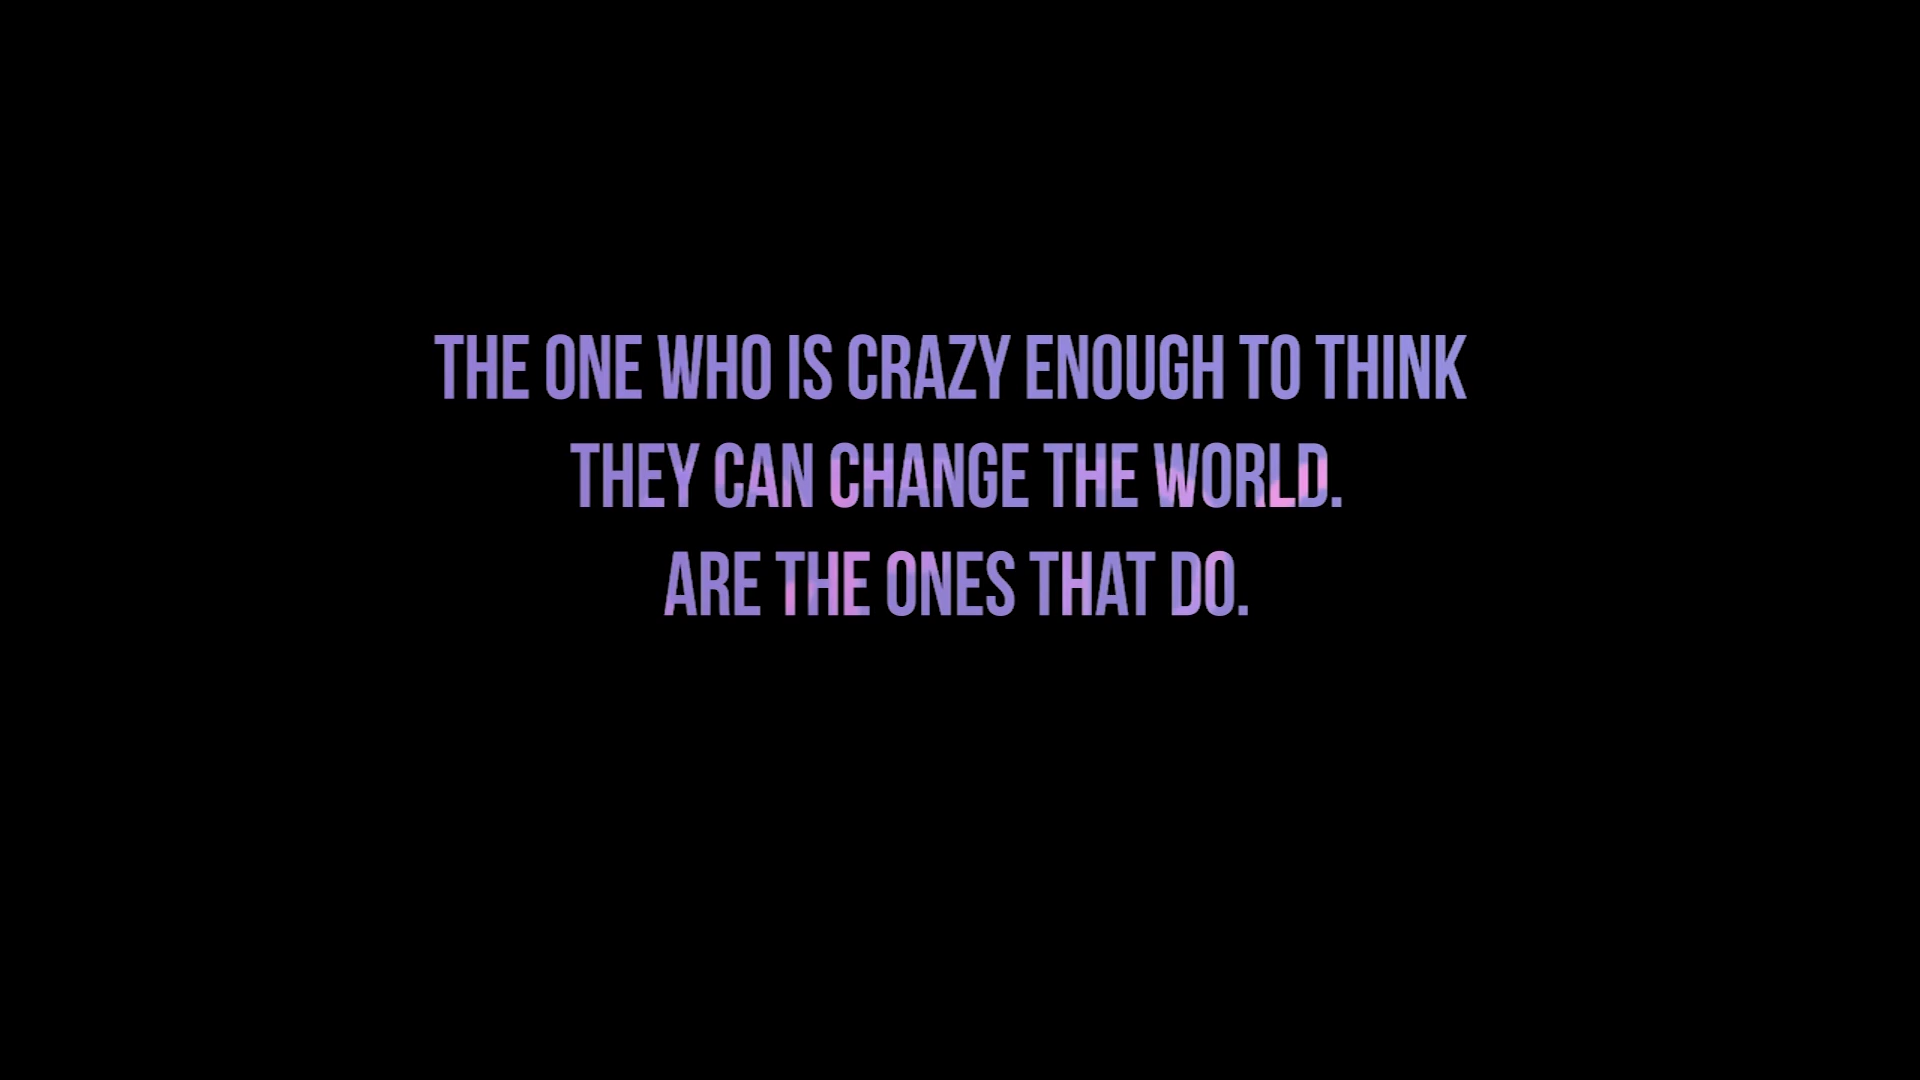 THE ONE WHO IS CRAZY ENOUGH TO THINK
THEY CAN CHANGE THE WORLD.
ARE THE ONES THAT DO.